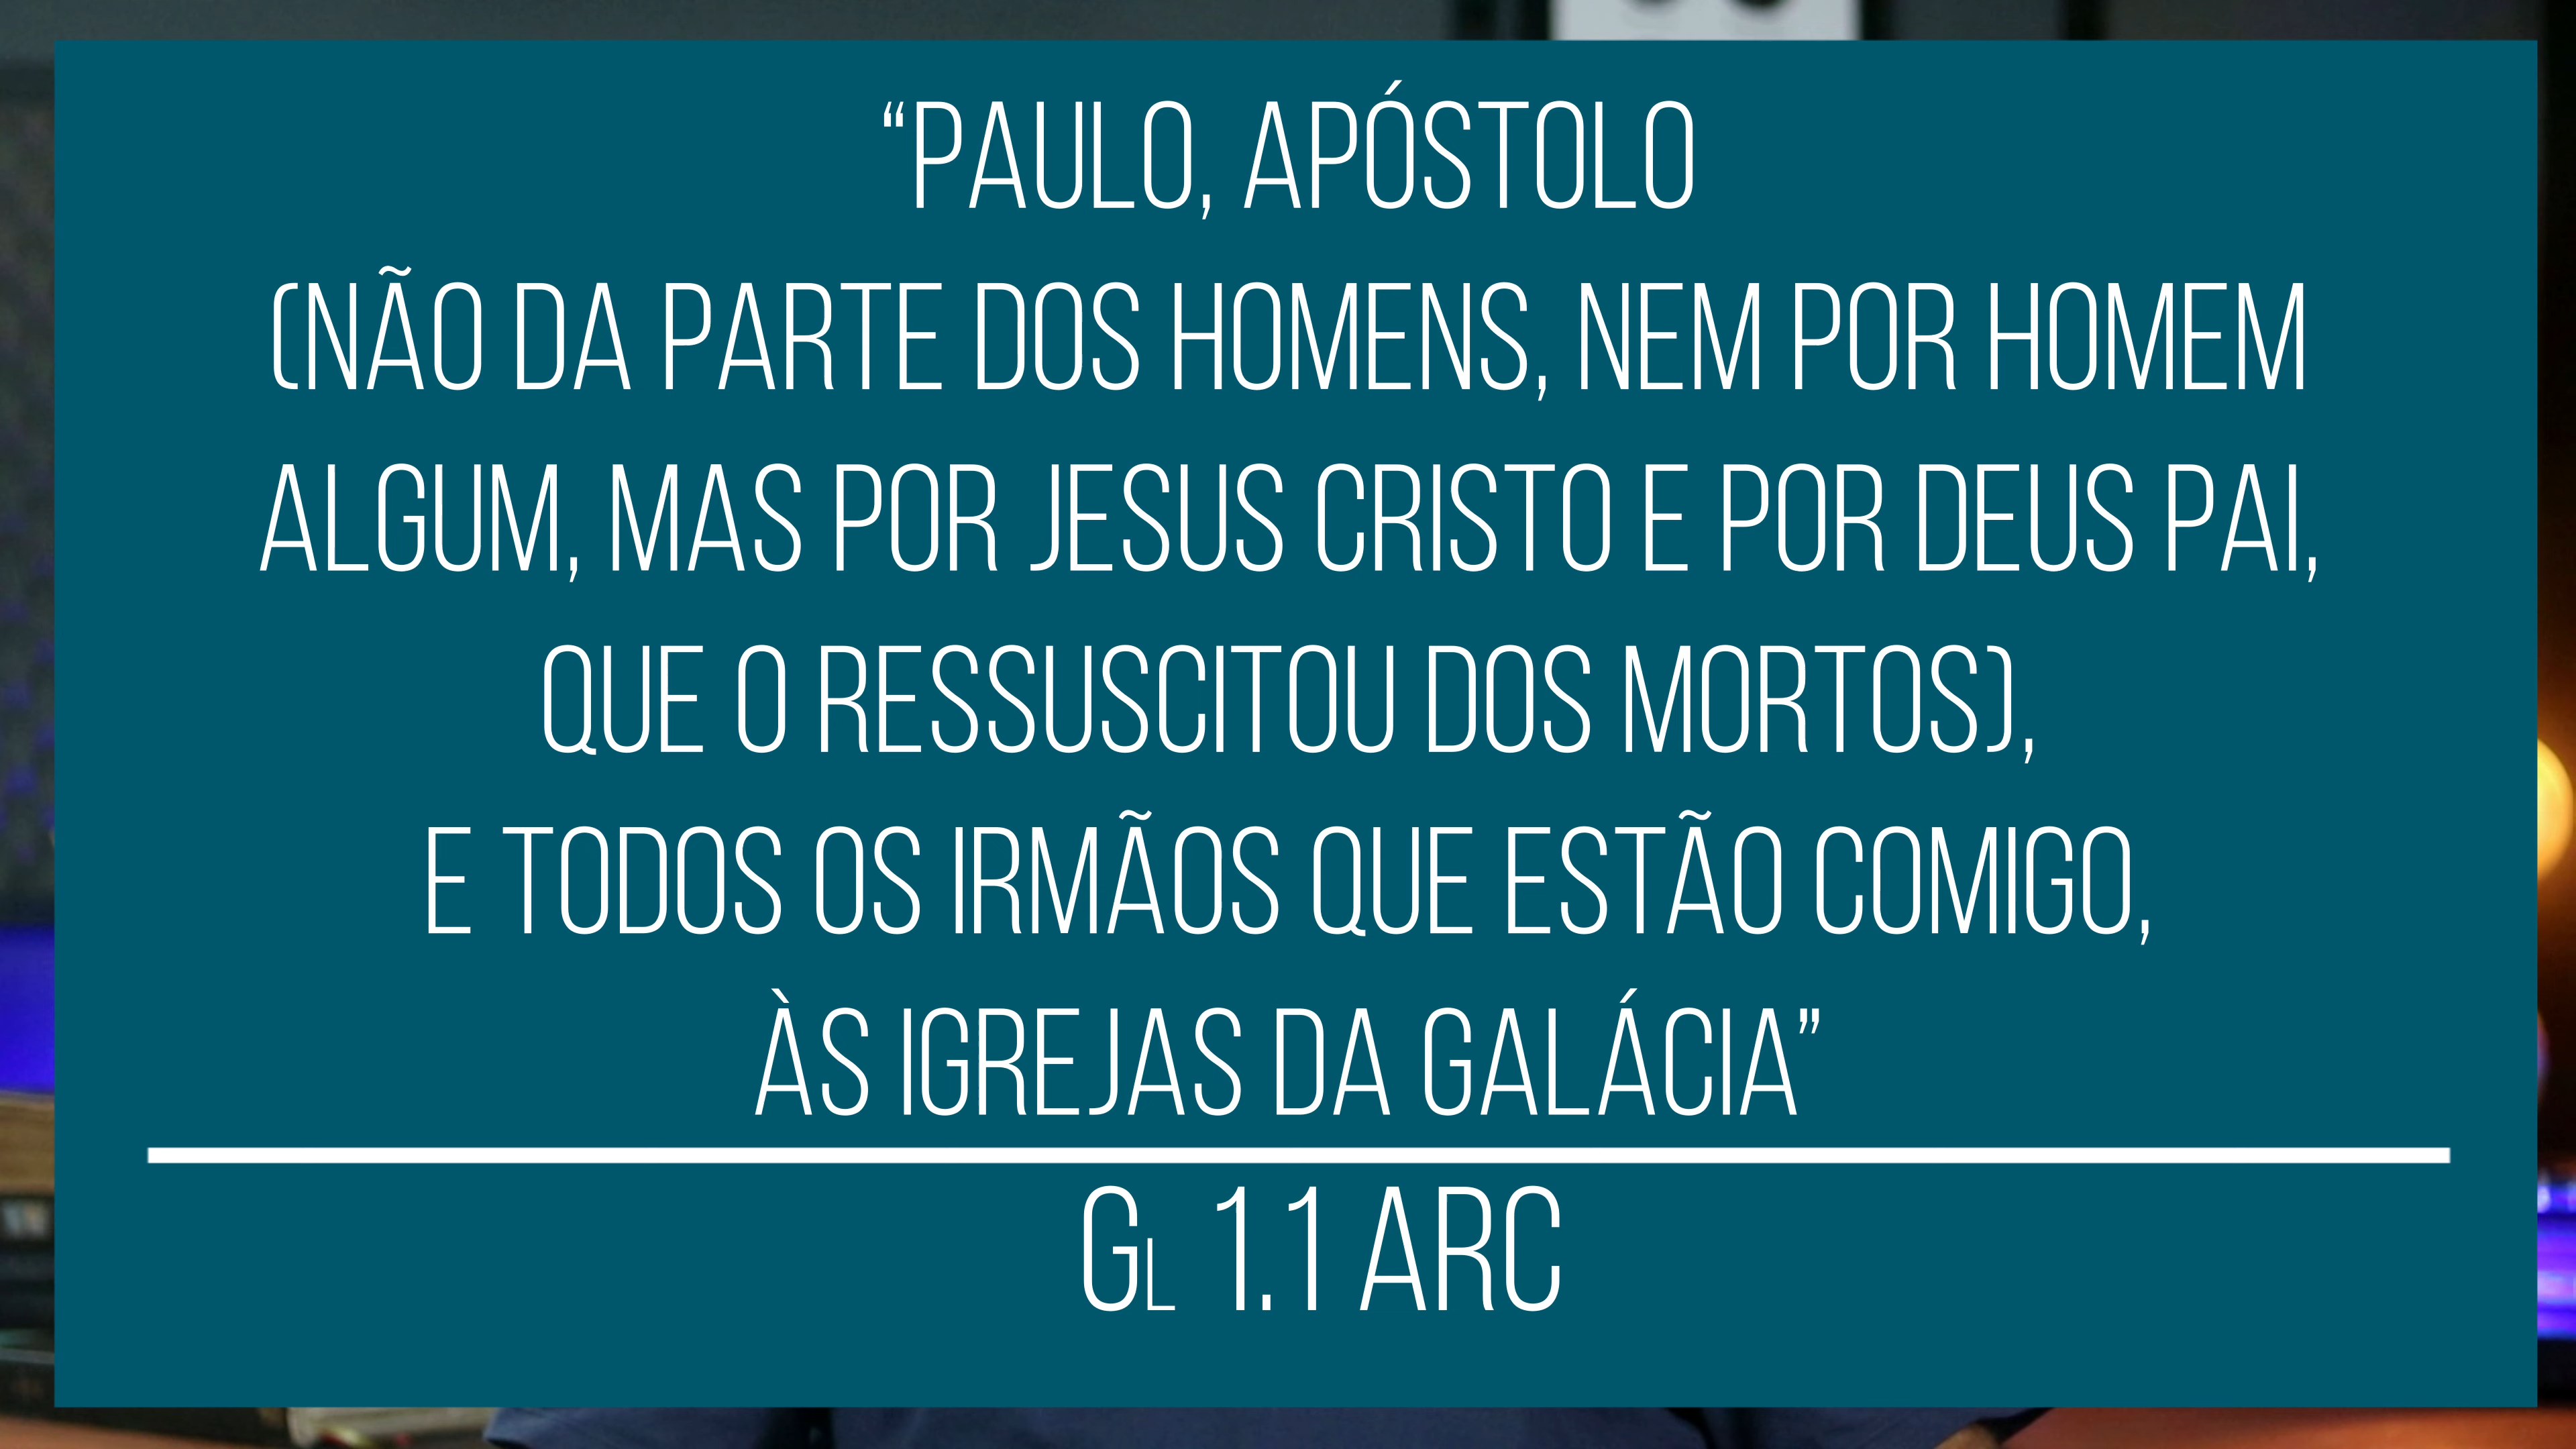 “PAULO, APÓSTOLO
(NÃO DA PARTE DOS HOMENS, NEM POR HOMEM
ALGUM, MAS POR JESUS CRISTO E POR DEUS PAI,
QUE O RESSUSCITOU DOS MORTOS),
E TODOS OS IRMÃOS QUE ESTÃO COMIGO,
ÀS IGREJAS DA GALÁCIA”
GL 1.1 ARC